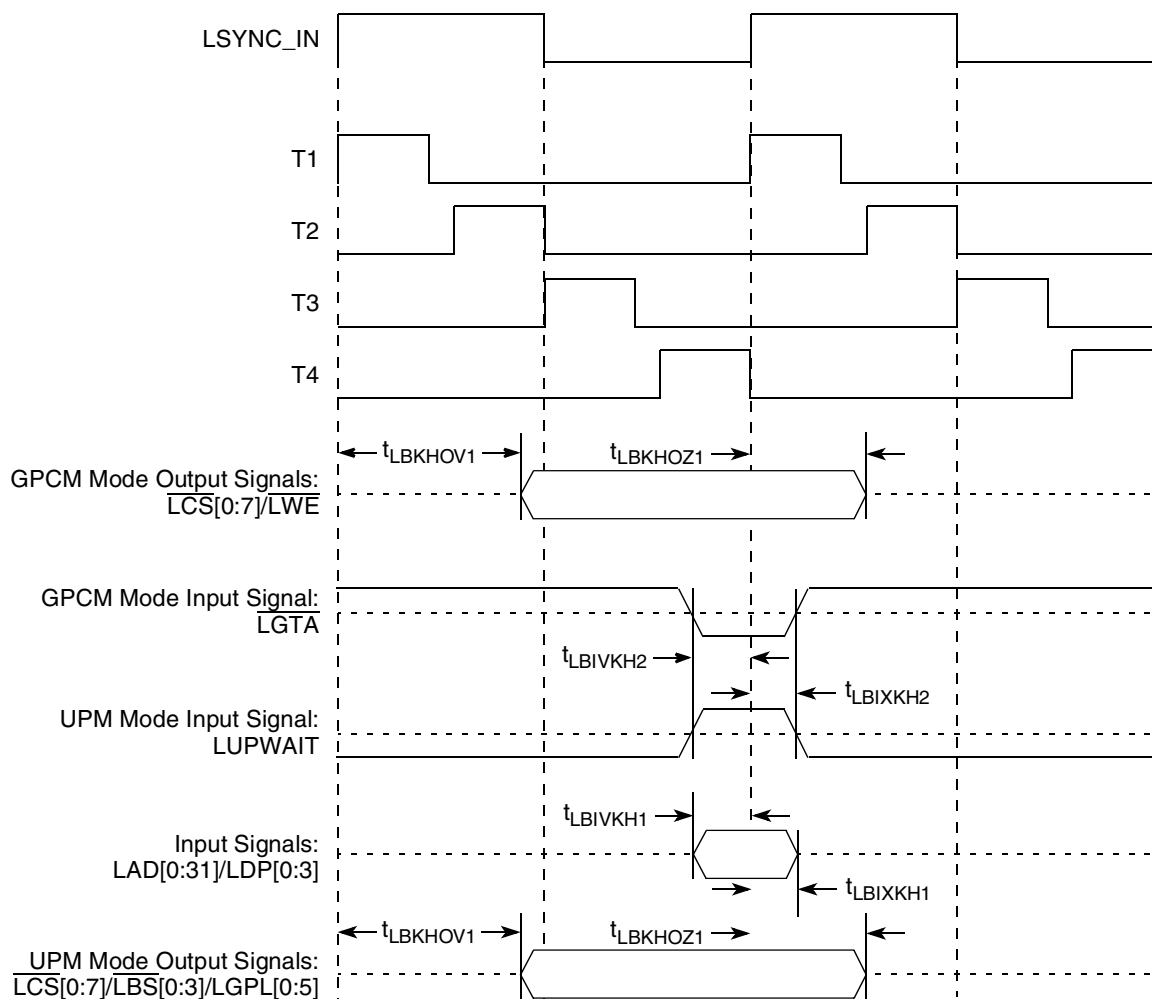 LSYNC_IN
T1
T2
T3
T4
tLBKHOV1
tLBKHOZ1
GPCM Mode Output Signals:
LCS[0:7]/LWE
GPCM Mode Input Signal:
LGTA
tLBIVKH2
tLBIXKH2
UPM Mode Input Signal:
LUPWAIT
tLBIVKH1
Input Signals:
LAD[0:31]/LDP[0:3]
tLBIXKH1
tLBKHOV1
tLBKHOZ1
UPM Mode Output Signals:
LCS[0:7]/LBS[0:3]/LGPL[0:5]